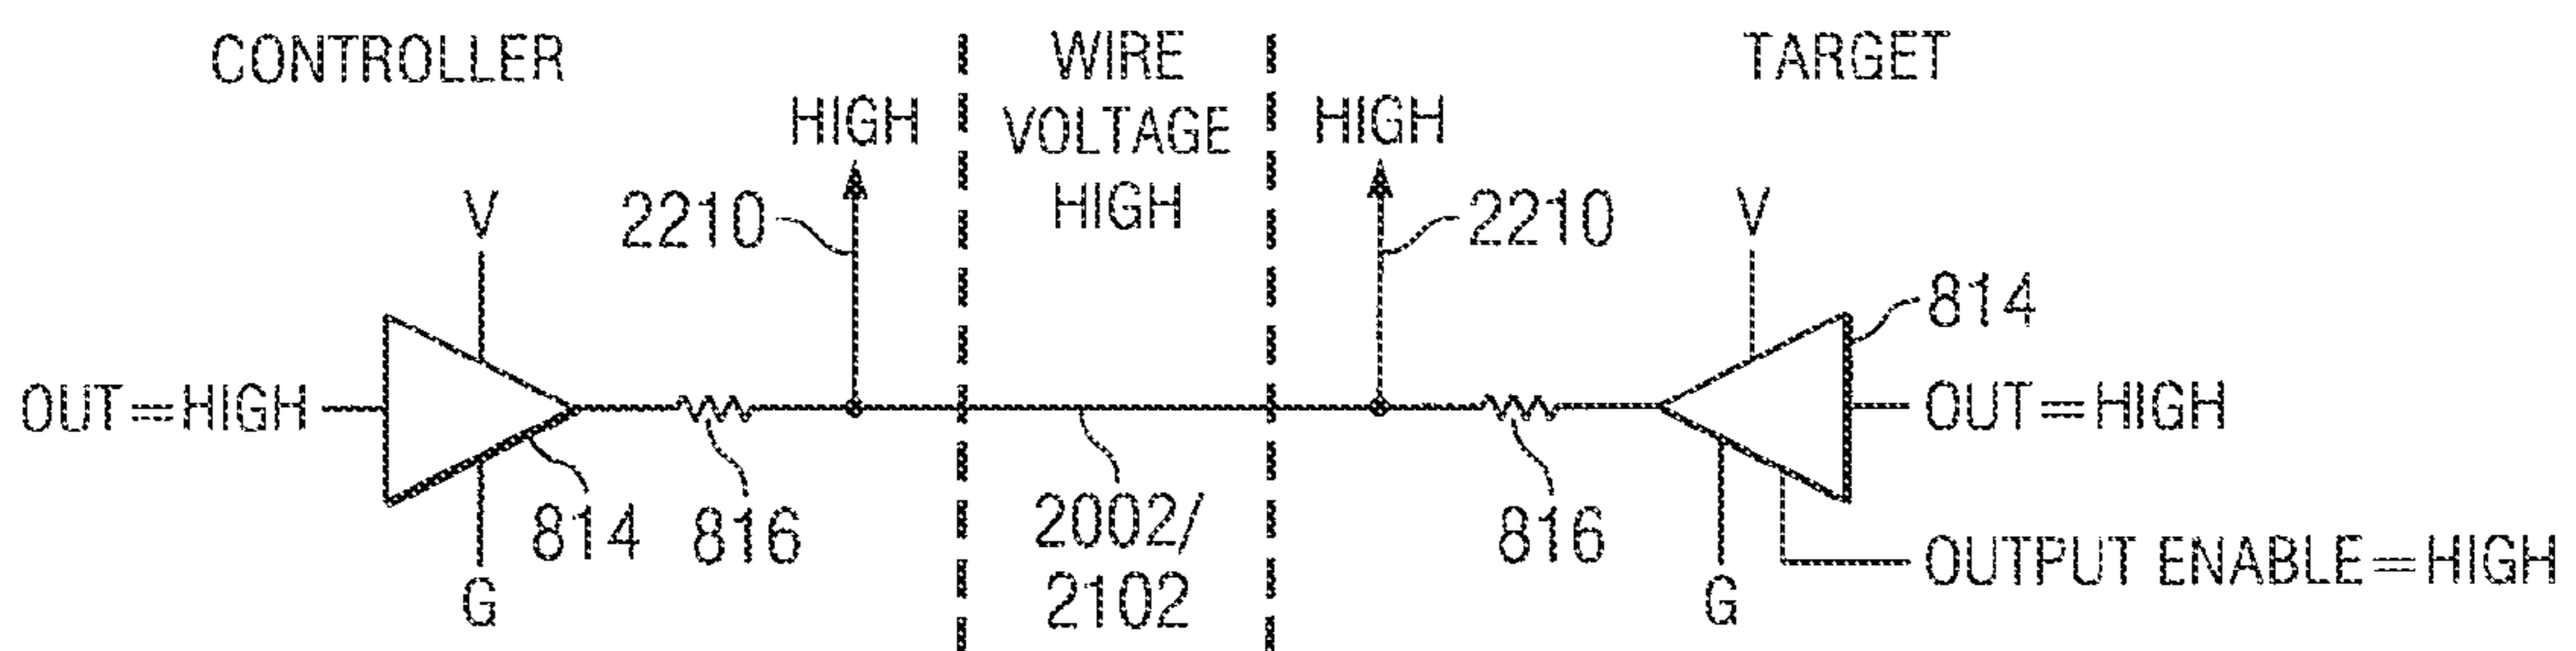 CONTROLLER
WIRE
VOLTAGE
HIGH
TARGET
HIGH
HIGH
V
2210
2210
V
814
OUT=HIGH
OUT=HIGH
814
816
2002/
2102
816
OUTPUT ENABLE=HIGH
G
G